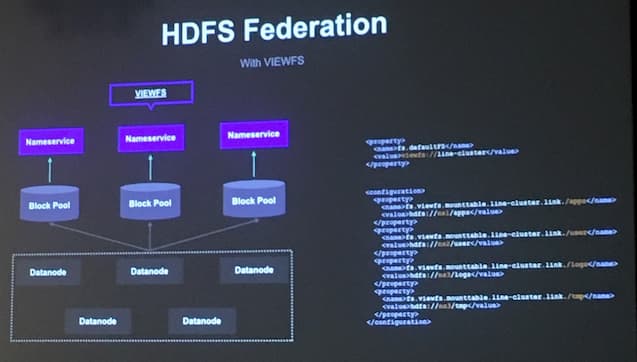 HDFS Federation
With VIEWFS
VIEWFS
Nameservice
Nameservice
Nameservice
Block Pool
Block Pool
Block Pool
Datanode
Datanode
Datanode
Datanode
Datanode
<property>
<name>fs.defaultFS</name>
<value>viewfs://line-cluster</value>
</property>
<configuration>
<property>
<name>fs.viewfs.mounttable.line-cluster.link./apps</name>
<value>hdfs://ns1/apps</value>
</property>
<property>
<name>fs.viewfs.mounttable.line-cluster.link./user</name>
<value>hdfs://ns2/user</value>
</property>
<property>
<name>fs.viewfs.mounttable.line-cluster.link./logs</name>
<value>hdfs://ns3/logs</value>
</property>
<property>
<name>fs.viewfs.mounttable.line-cluster.link./tmp</name>
<value>hdfs://ns3/tmp</value>
</property>
</configuration>